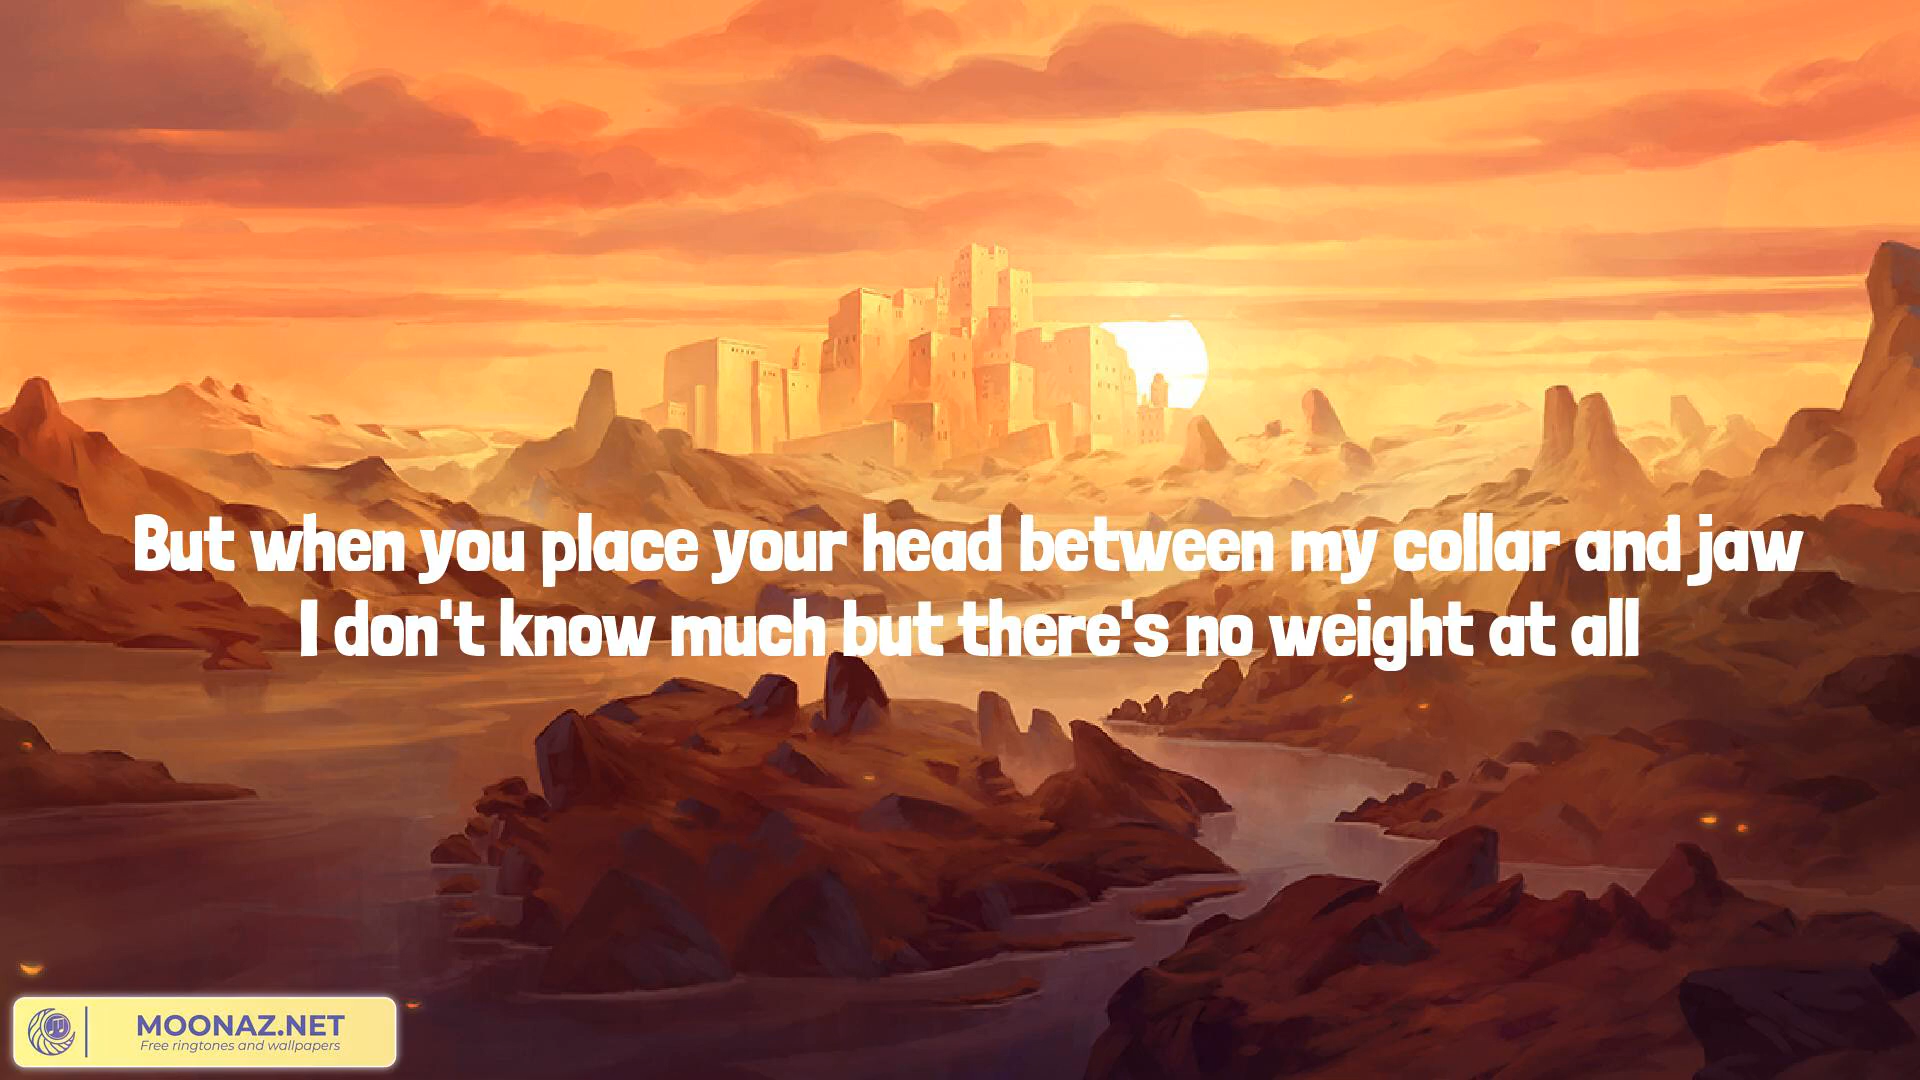 But when you place your head between my collar and jaw
I don't know much but there's no weight at all
MOONAZ.NET
Free ringtones and wallpapers